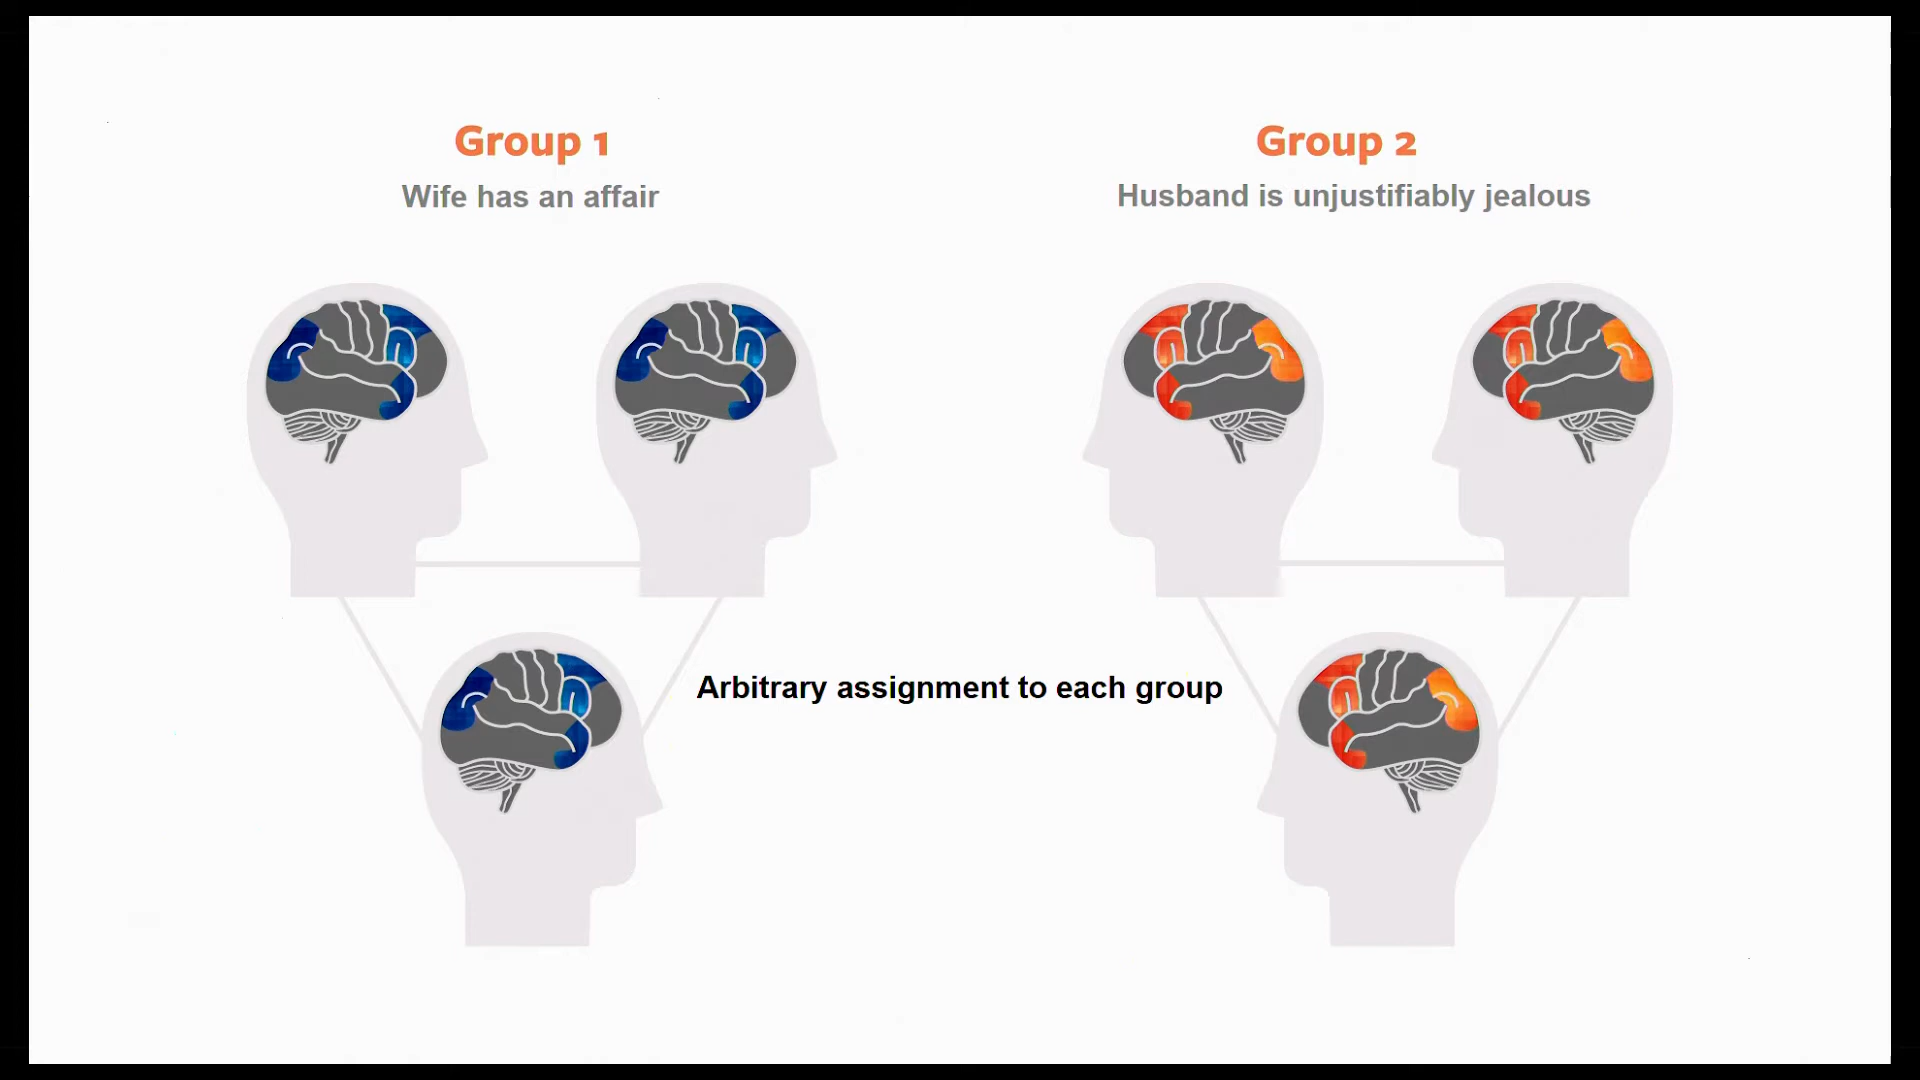 Group 1
Wife has an affair
Group 2
Husband is unjustifiably jealous
Arbitrary assignment to each group